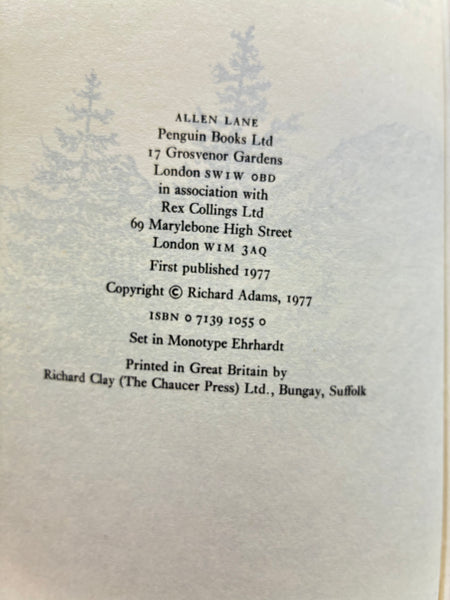 ALLEN LANE
Penguin Books Ltd
17 Grosvenor Gardens
London SW1W 0BD
in association with
Rex Collings Ltd
69 Marylebone High Street
London W1M 3AQ
First published 1977
Copyright © Richard Adams, 1977
ISBN 0 7139 1055 0
Set in Monotype Ehrhardt
Printed in Great Britain by
Richard Clay (The Chaucer Press) Ltd., Bungay, Suffolk